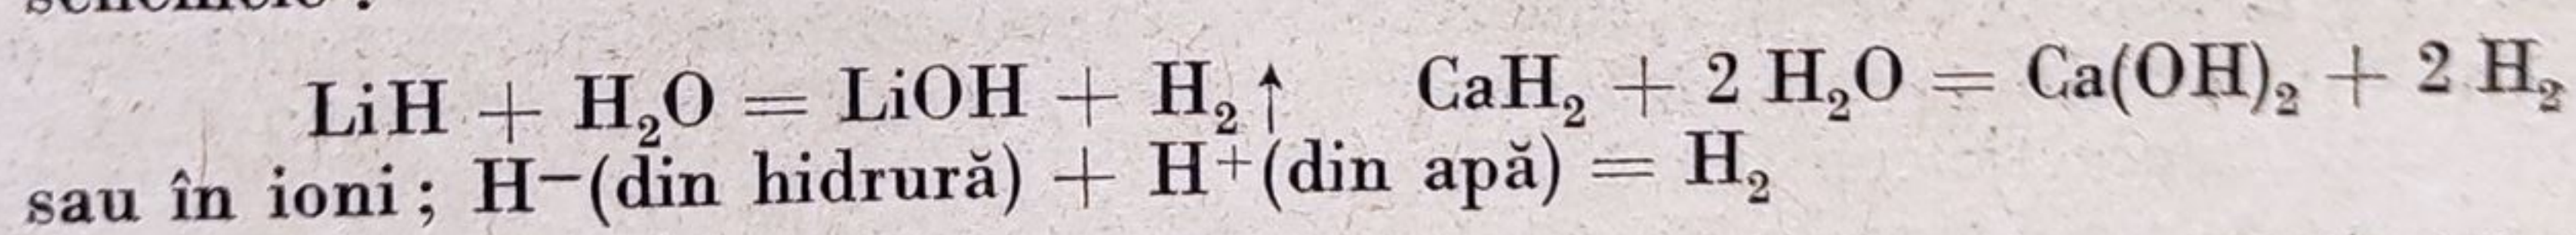 LiH + H₂O = LiOH + H₂↑ CaH₂ + 2 H₂O = Ca(OH)₂ + 2 H₂
sau în ioni; H⁻(din hidrură) + H⁺(din apă) = H₂